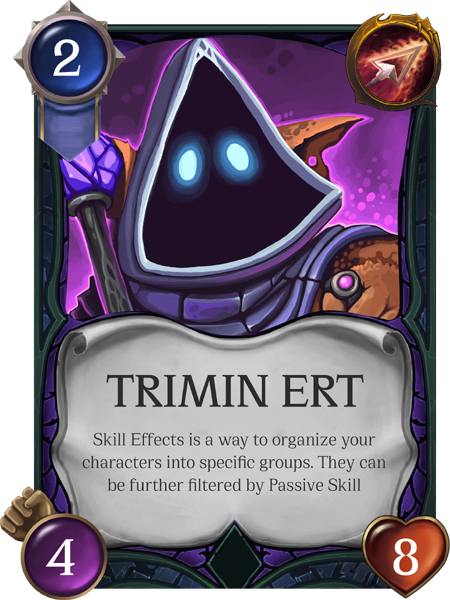 2
TRIMIN ERT
Skill Effects is a way to organize your
characters into specific groups. They can
be further filtered by Passive Skill
4
8